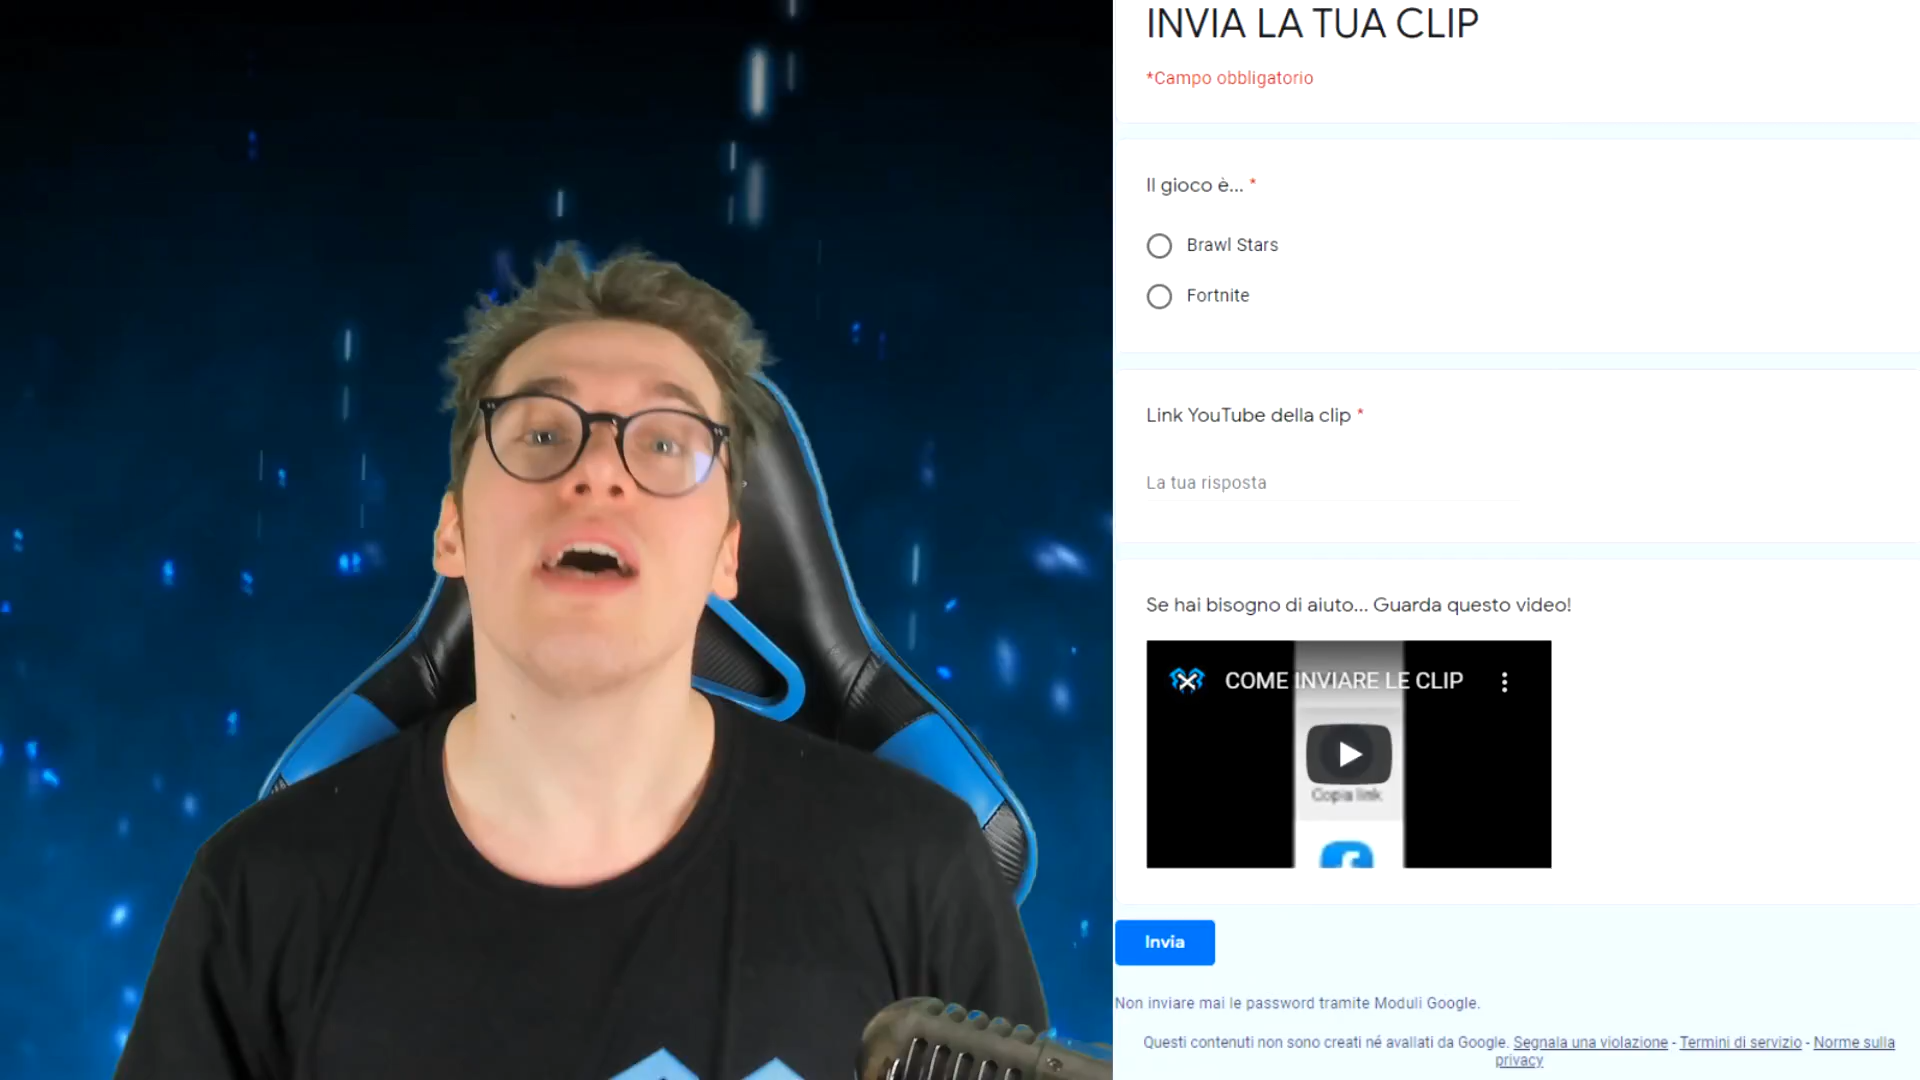 INVIA LA TUA CLIP
*Campo obbligatorio
Il gioco è... *
Brawl Stars
Fortnite
Link YouTube della clip *
La tua risposta
Se hai bisogno di aiuto... Guarda questo video!
COME INVIARE LE CLIP
Copia link
Invia
Non inviare mai le password tramite Moduli Google.
Questi contenuti non sono creati né avallati da Google. Segnala una violazione - Termini di servizio - Norme sulla
privacy